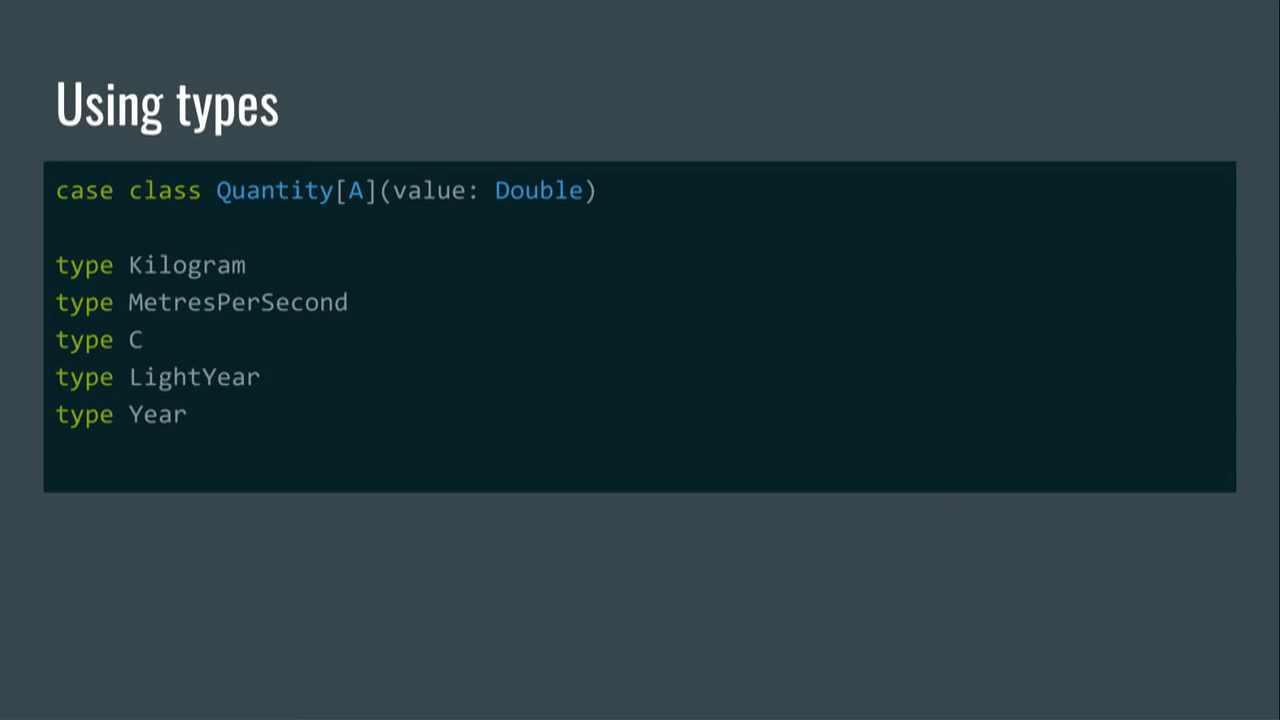 Using types
case class Quantity[A](value: Double)
type Kilogram
type MetresPerSecond
type C
type LightYear
type Year